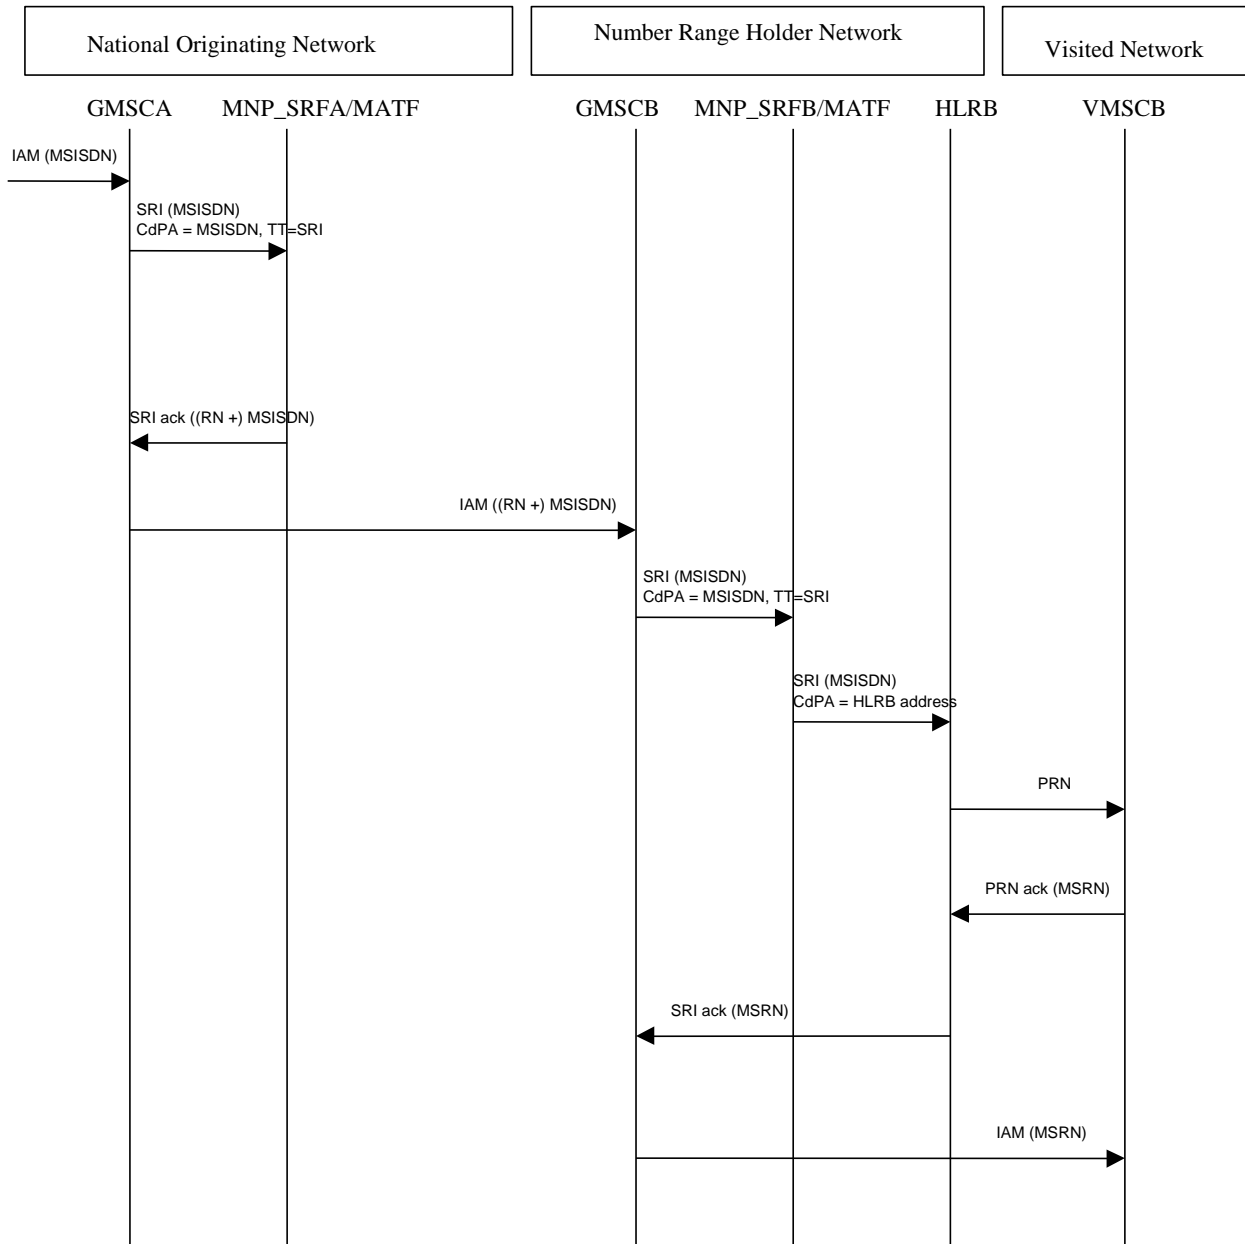 National Originating Network
Number Range Holder Network
Visited Network
GMSCA
MNP_SRFA/MATF
GMSCB
MNP_SRFB/MATF
HLRB
VMSCB
IAM (MSISDN)
SRI (MSISDN)
CdPA = MSISDN, TT=SRI
SRI ack ((RN +) MSISDN)
IAM ((RN +) MSISDN)
SRI (MSISDN)
CdPA = MSISDN, TT=SRI
SRI (MSISDN)
CdPA = HLRB address
PRN
PRN ack (MSRN)
SRI ack (MSRN)
IAM (MSRN)